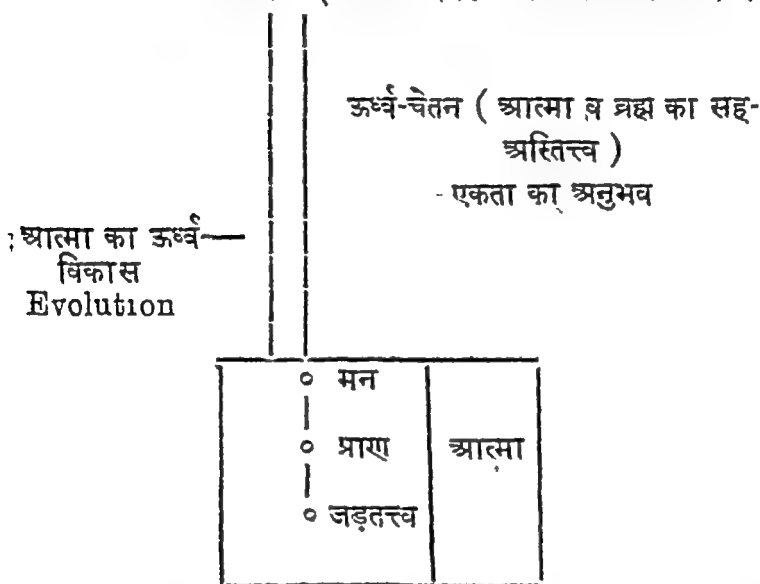 ऊर्ध्व-चेतन ( आत्मा व ब्रह्म का सह-
अस्तित्त्व )
- एकता का अनुभव
आत्मा का ऊर्ध्व—
विकास
Evolution
मन
प्राण
आत्मा
जड़तत्त्व